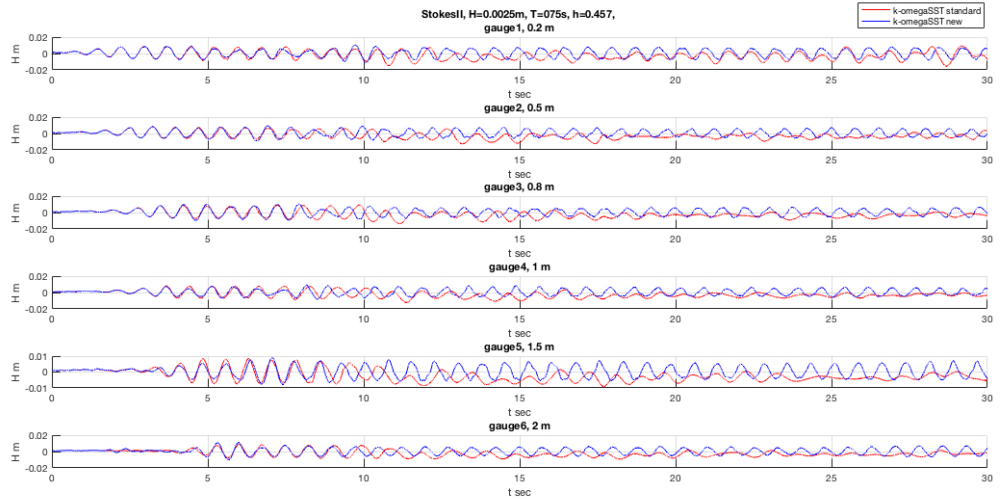 StokesII, H=0.0025m, T=075s, h=0.457,
k-omegaSST standard
k-omegaSST new
gauge1, 0.2 m
H m
0.02
0
-0.02
0 5 10 15 20 25 30
t sec
gauge2, 0.5 m
H m
0.02
0
-0.02
0 5 10 15 20 25 30
t sec
gauge3, 0.8 m
H m
0.02
0
-0.02
0 5 10 15 20 25 30
t sec
gauge4, 1 m
H m
0.02
0
-0.02
0 5 10 15 20 25 30
t sec
gauge5, 1.5 m
H m
0.01
0
-0.01
0 5 10 15 20 25 30
t sec
gauge6, 2 m
H m
0.02
0
-0.02
0 5 10 15 20 25 30
t sec